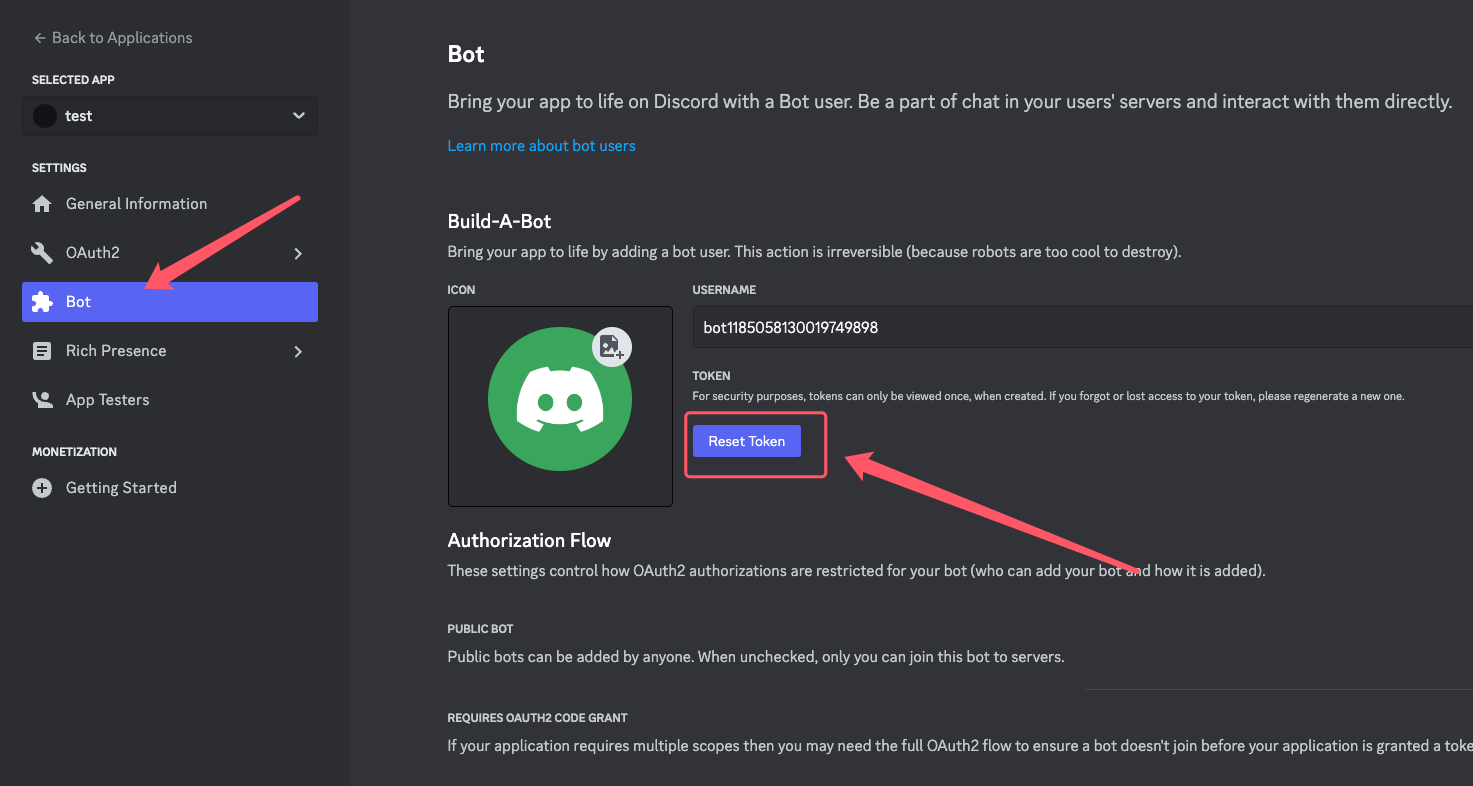 ← Back to Applications
SELECTED APP
test
SETTINGS
General Information
OAuth2
Bot
Rich Presence
App Testers
MONETIZATION
Getting Started
Bot
Bring your app to life on Discord with a Bot user. Be a part of chat in your users' servers and interact with them directly.
Learn more about bot users
Build-A-Bot
Bring your app to life by adding a bot user. This action is irreversible (because robots are too cool to destroy).
ICON
USERNAME
bot1185058130019749898
TOKEN
For security purposes, tokens can only be viewed once, when created. If you forgot or lost access to your token, please regenerate a new one.
Reset Token
Authorization Flow
These settings control how OAuth2 authorizations are restricted for your bot (who can add your bot and how it is added).
PUBLIC BOT
Public bots can be added by anyone. When unchecked, only you can join this bot to servers.
REQUIRES OAUTH2 CODE GRANT
If your application requires multiple scopes then you may need the full OAuth2 flow to ensure a bot doesn't join before your application is granted a toke